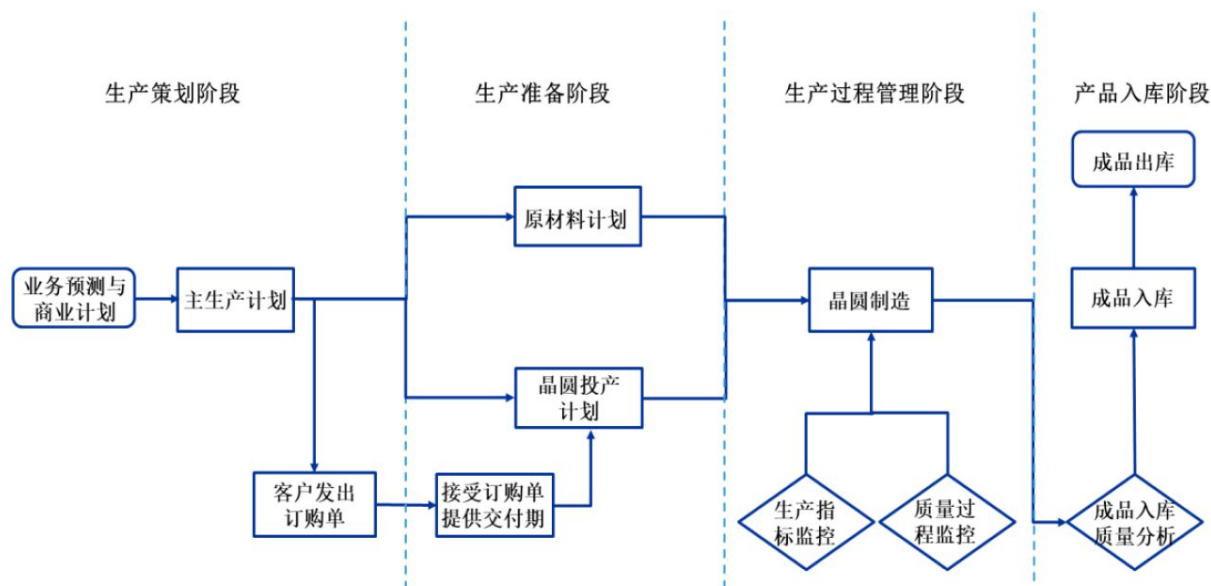 生产策划阶段
生产准备阶段
生产过程管理阶段
产品入库阶段
成品出库
原材料计划
业务预测与
商业计划
主生产计划
晶圆制造
成品入库
晶圆投产
计划
客户发出
订购单
接受订购单
提供交付期
生产指
标监控
质量过
程监控
成品入库
质量分析